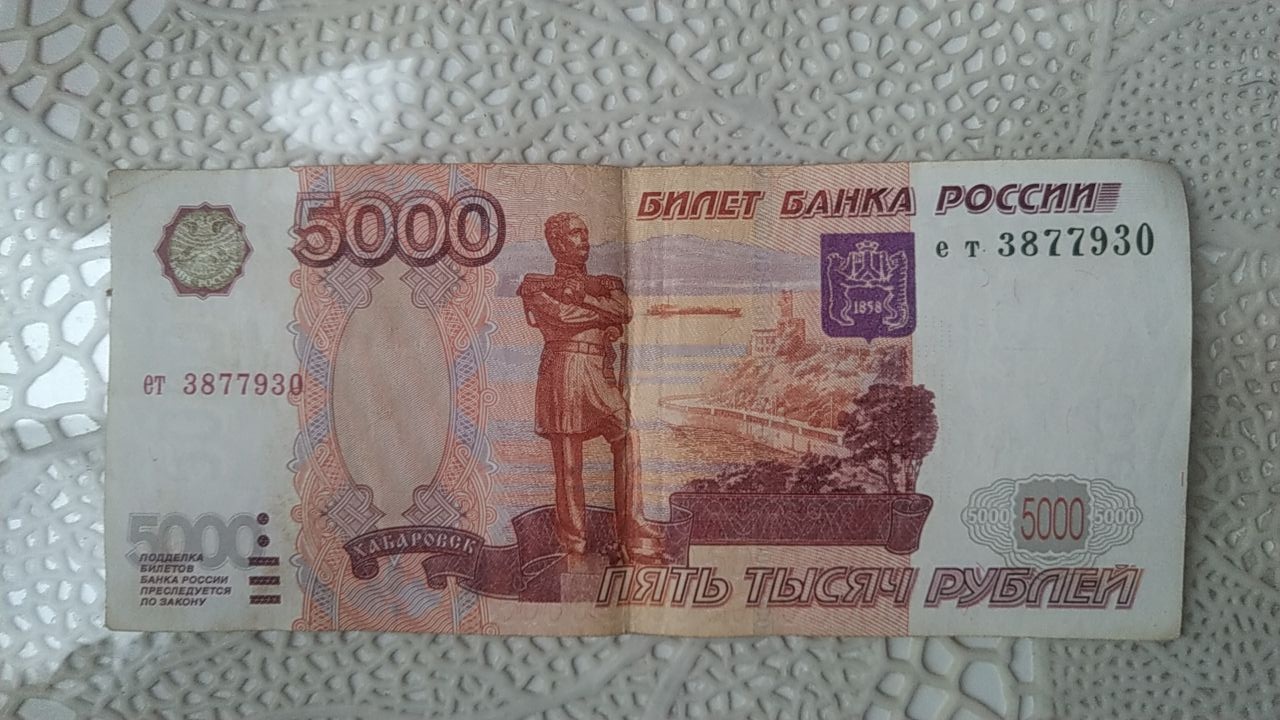 5000
БИЛЕТ БАНКА РОССИИ
ет 3877930
1858
ет 3877930
5000
ПОДДЕЛКА
БИЛЕТОВ
БАНКА РОССИИ
ПРЕСЛЕДУЕТСЯ
ПО ЗАКОНУ
ХАБАРОВСК
5000 5000 5000
ПЯТЬ ТЫСЯЧ РУБЛЕЙ